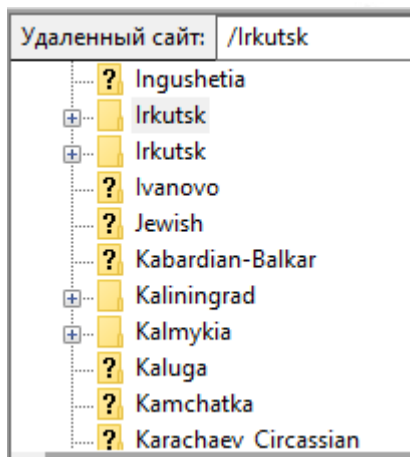 Удаленный сайт: /Irkutsk
Ingushetia
Irkutsk
Irkutsk
Ivanovo
Jewish
Kabardian-Balkar
Kaliningrad
Kalmykia
Kaluga
Kamchatka
Karachaev_Circassian